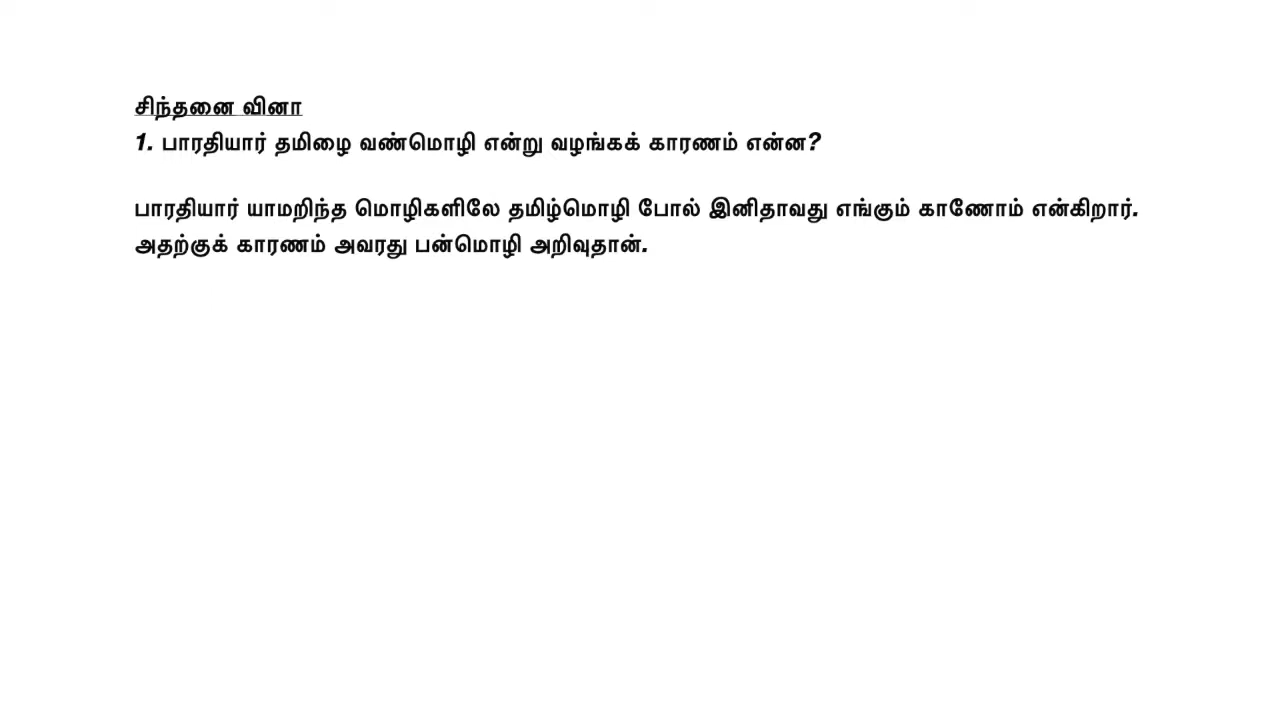 சிந்தனை வினா
1. பாரதியார் தமிழை வண்மொழி என்று வழங்கக் காரணம் என்ன?
பாரதியார் யாமறிந்த மொழிகளிலே தமிழ்மொழி போல் இனிதாவது எங்கும் காணோம் என்கிறார்.
அதற்குக் காரணம் அவரது பன்மொழி அறிவுதான்.